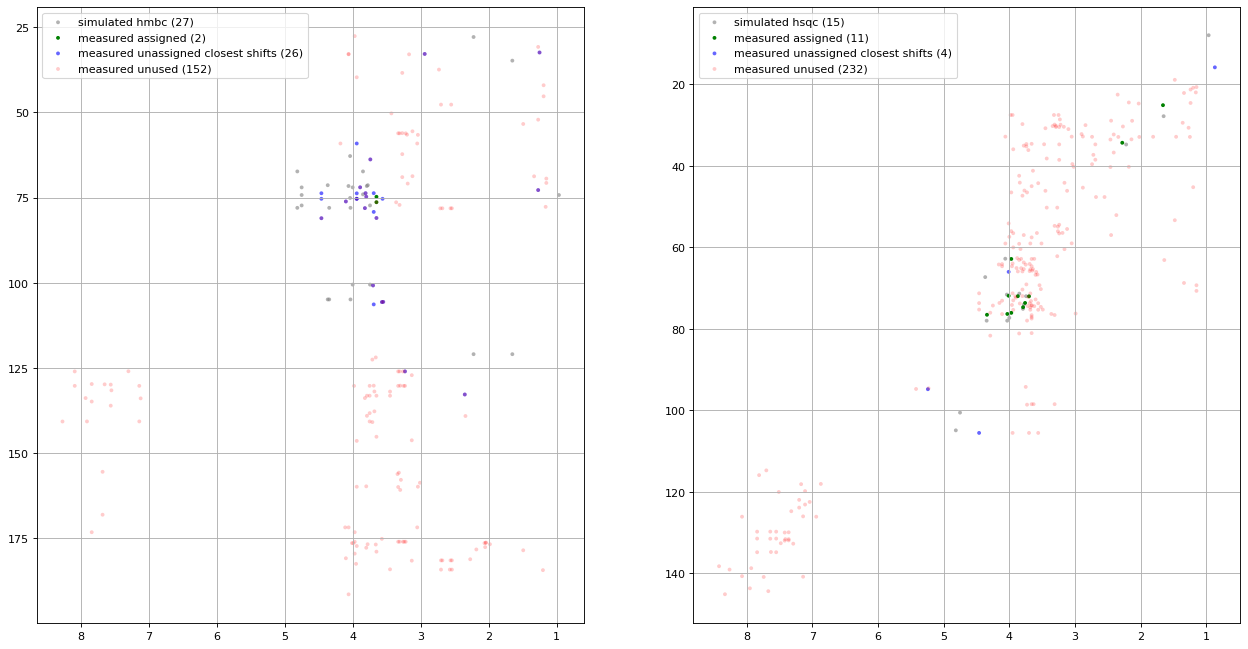 simulated hmbc (27)
measured assigned (2)
measured unassigned closest shifts (26)
measured unused (152)
25
50
75
100
125
150
175
8 7 6 5 4 3 2 1
simulated hsqc (15)
measured assigned (11)
measured unassigned closest shifts (4)
measured unused (232)
20
40
60
80
100
120
140
8 7 6 5 4 3 2 1